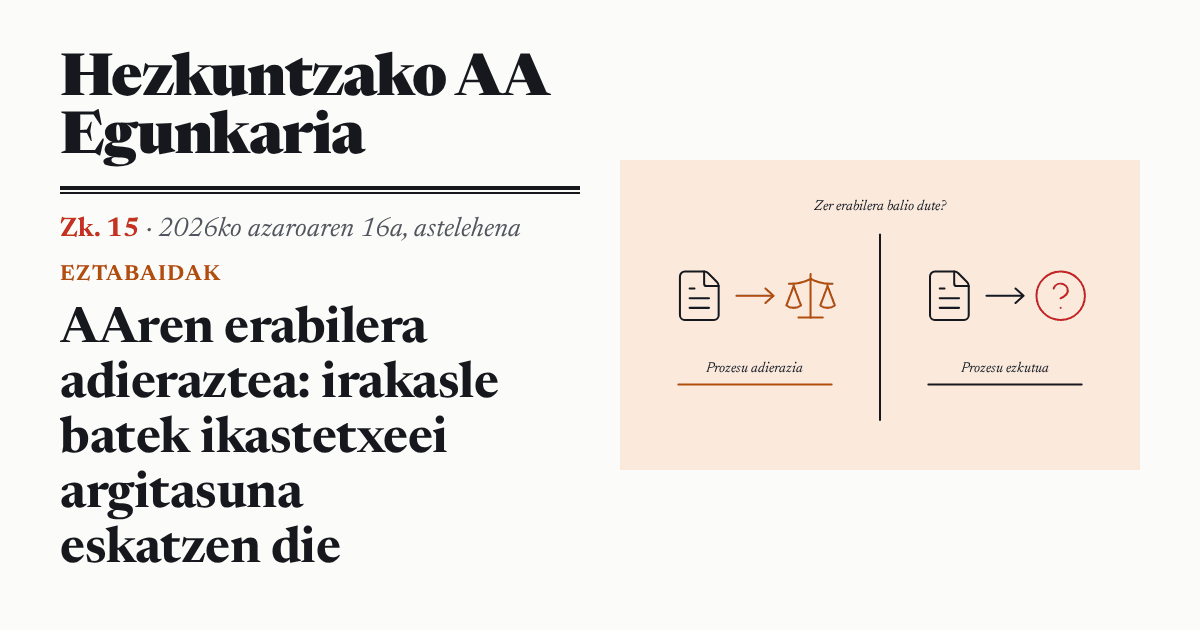 Hezkuntzako AA
Egunkaria
Zk. 15 · 2026ko azaroaren 16a, astelehena
EZTABAIDAK
AAren erabilera
adieraztea: irakasle
batek ikastetxeei
argitasuna
eskatzen die
Zer erabilera balio dute?
Prozesu adierazia
Prozesu ezkutua